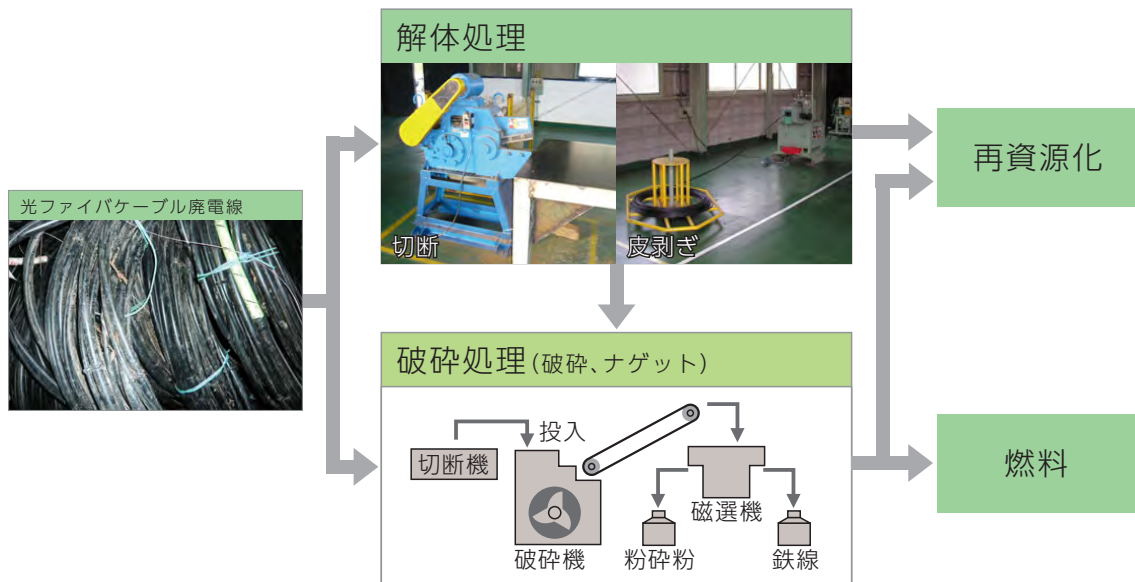 解体処理
切断
皮剥ぎ
再資源化
光ファイバケーブル廃電線
破砕処理(破砕、ナゲット)
投入
切断機
破砕機
磁選機
粉砕粉
鉄線
燃料